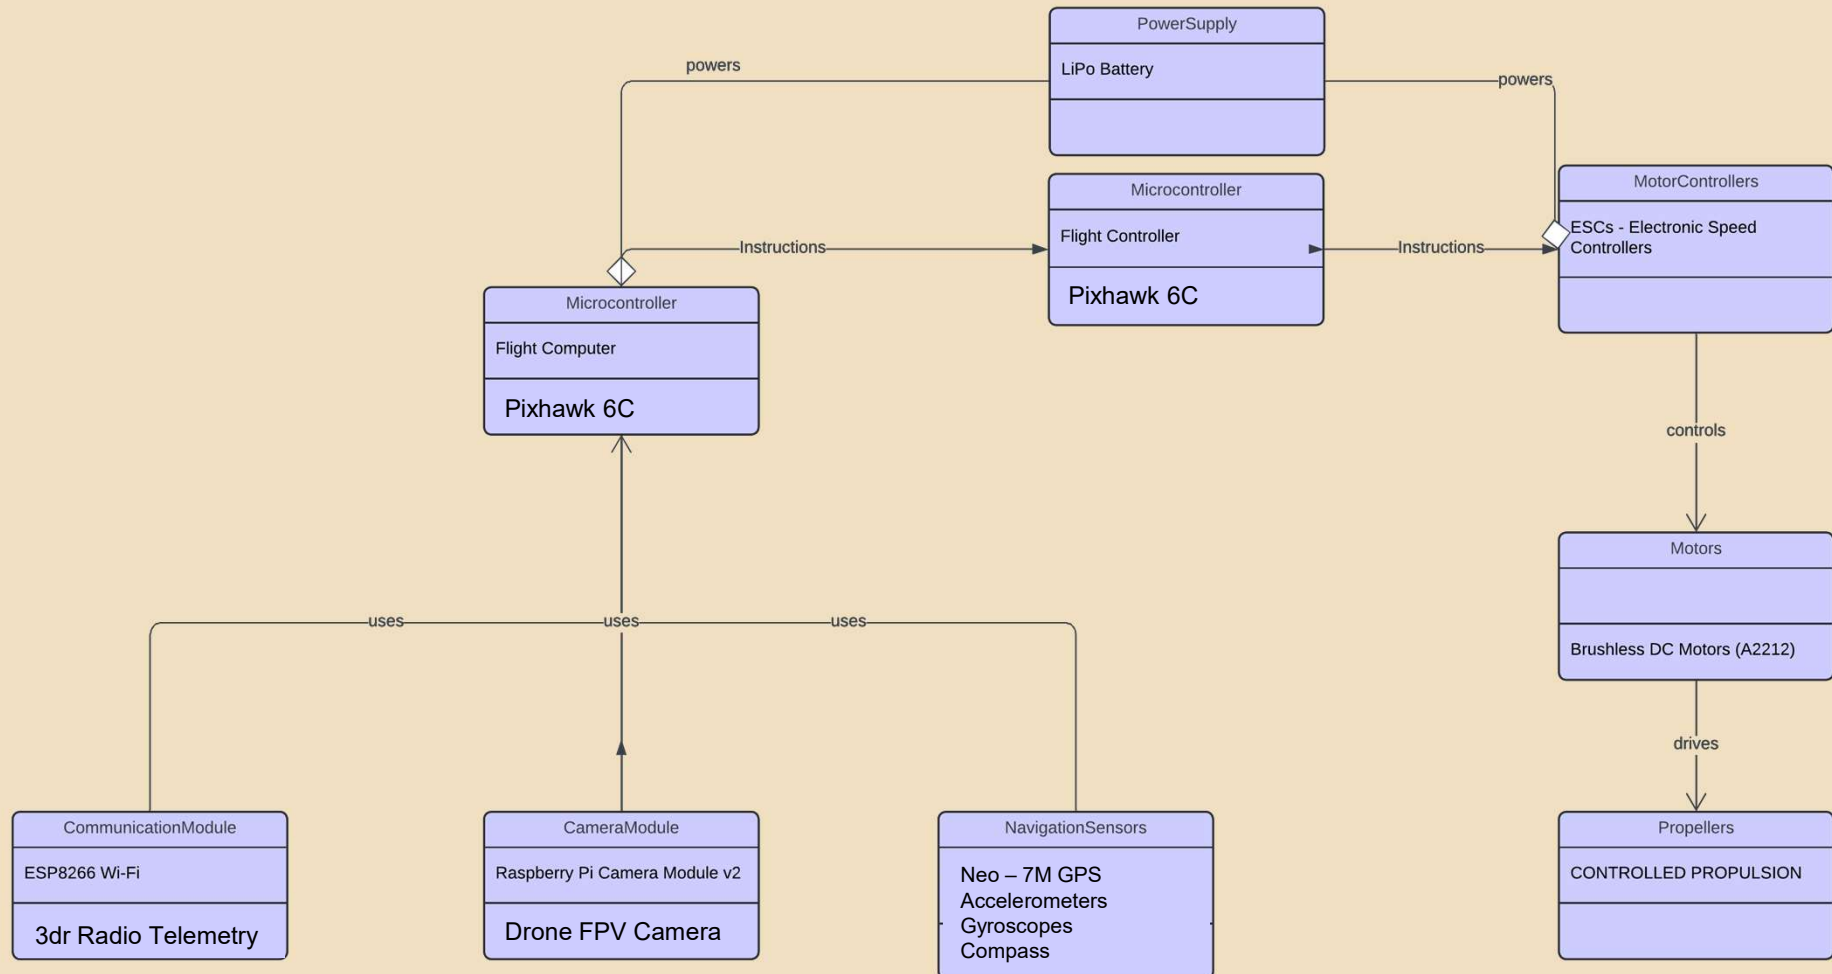 PowerSupply
LiPo Battery
powers
powers
Microcontroller
Flight Controller
Pixhawk 6C
MotorControllers
ESCs - Electronic Speed
Controllers
Instructions
Instructions
Microcontroller
Flight Computer
Pixhawk 6C
controls
Motors
Brushless DC Motors (A2212)
uses
uses
uses
drives
CommunicationModule
ESP8266 Wi-Fi
3dr Radio Telemetry
CameraModule
Raspberry Pi Camera Module v2
Drone FPV Camera
NavigationSensors
Neo – 7M GPS
Accelerometers
Gyroscopes
Compass
Propellers
CONTROLLED PROPULSION